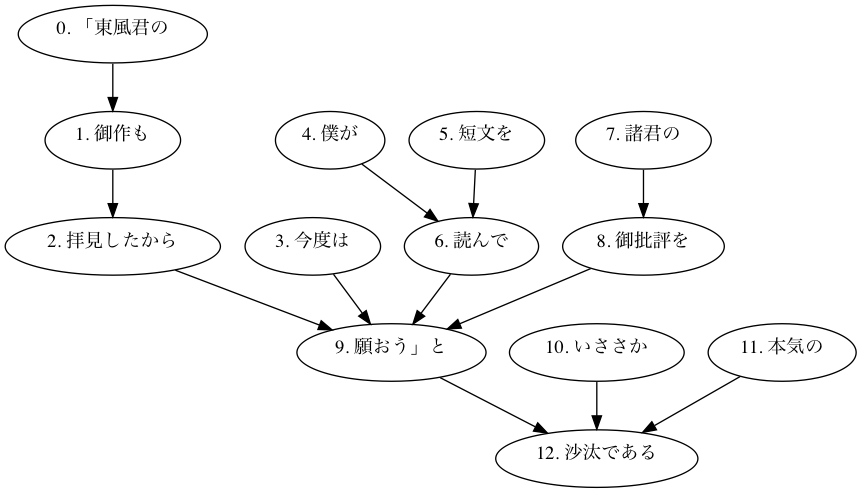 0. 「東風君の
1. 御作も
4. 僕が
5. 短文を
7. 諸君の
2. 拝見したから
3. 今度は
6. 読んで
8. 御批評を
9. 願おう」と
10. いささか
11. 本気の
12. 沙汰である